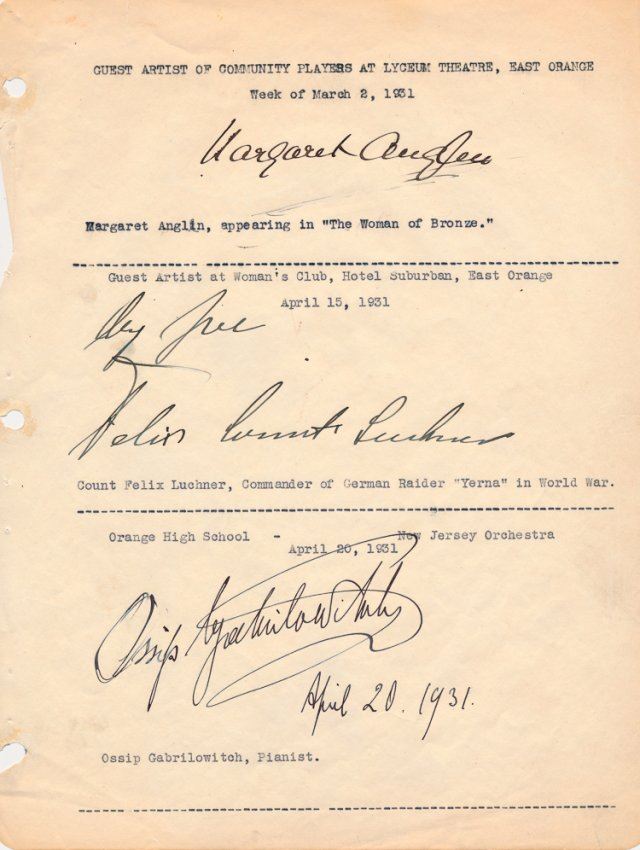 GUEST ARTIST OF COMMUNITY PLAYERS AT LYCEUM THEATRE, EAST ORANGE
Week of March 2, 1931
Margaret Anglin
Margaret Anglin, appearing in "The Woman of Bronze."
Guest Artist at Woman's Club, Hotel Suburban, East Orange
April 15, 1931
Felix Count Luckner
Count Felix Luchner, Commander of German Raider "Yerna" in World War.
Orange High School - New Jersey Orchestra
April 20, 1931
Ossip Gabrilowitsch
April 20. 1931.
Ossip Gabrilowitch, Pianist.